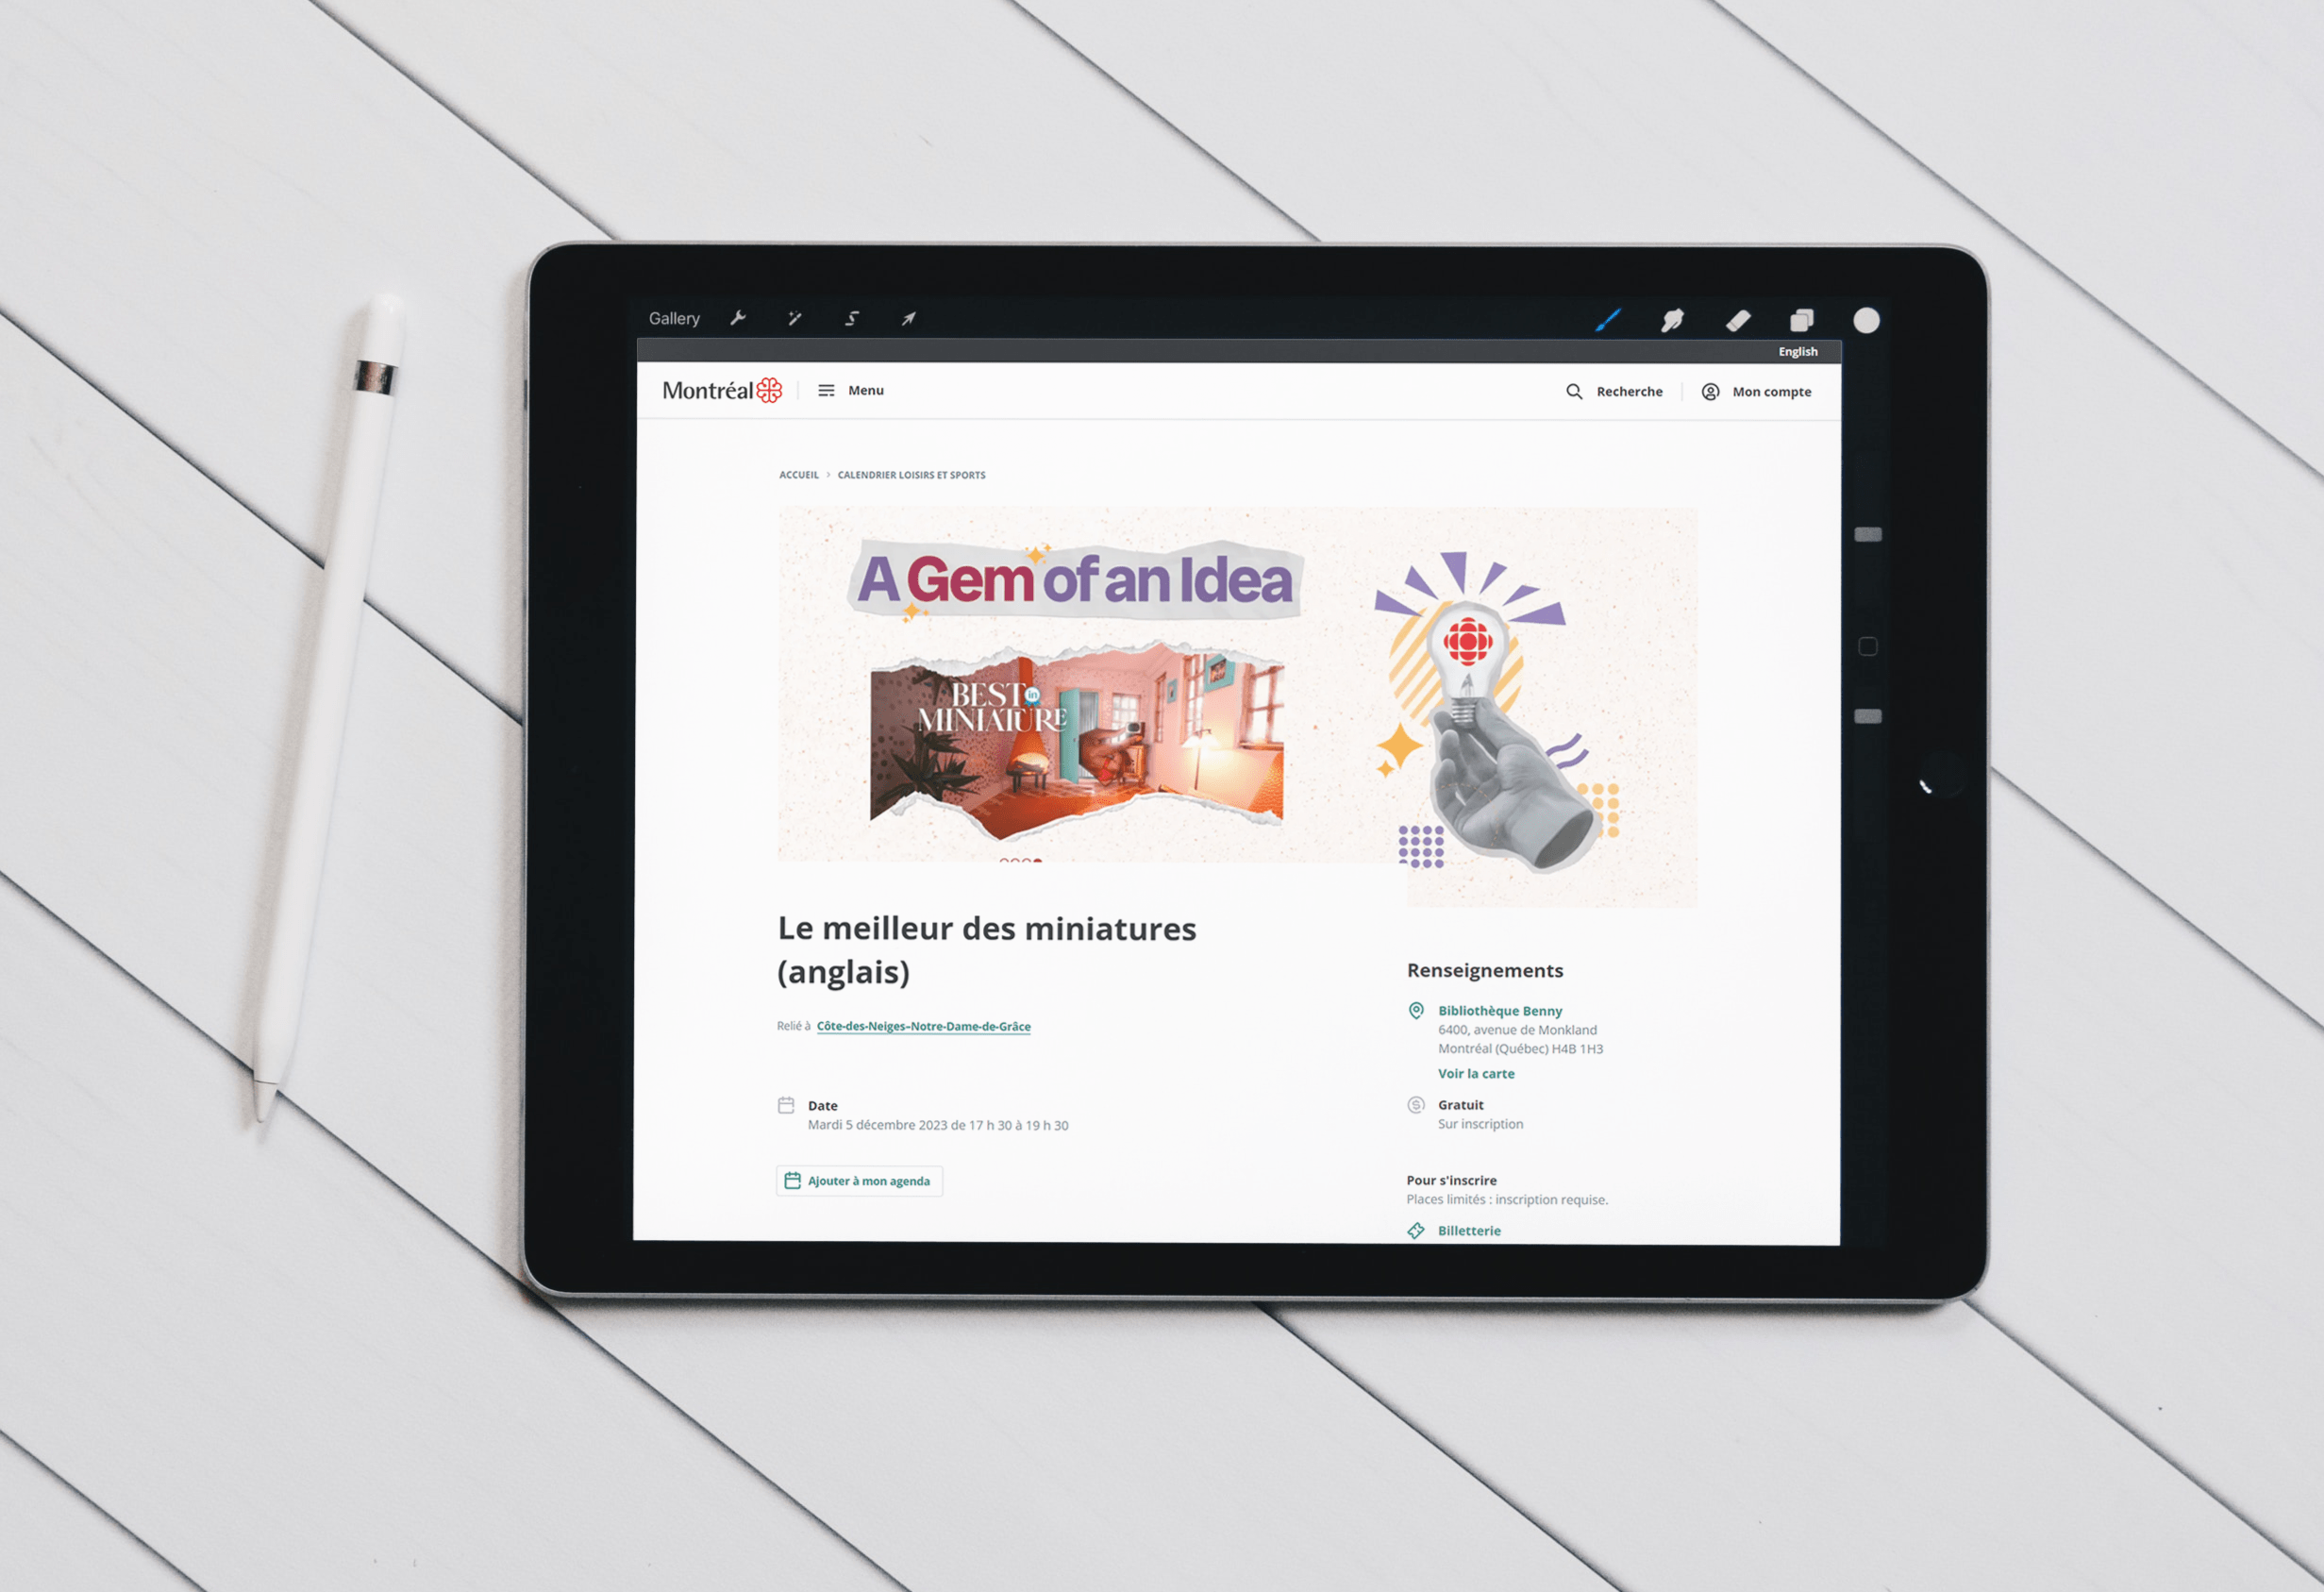 Gallery
English
Montréal
Menu
Recherche
Mon compte
ACCUEIL > CALENDRIER LOISIRS ET SPORTS
A Gem of an Idea
BEST in
MINIATURE
Le meilleur des miniatures
(anglais)
Relié à Côte-des-Neiges–Notre-Dame-de-Grâce
Date
Mardi 5 décembre 2023 de 17 h 30 à 19 h 30
Ajouter à mon agenda
Renseignements
Bibliothèque Benny
6400, avenue de Monkland
Montréal (Québec) H4B 1H3
Voir la carte
Gratuit
Sur inscription
Pour s'inscrire
Places limités : inscription requise.
Billetterie